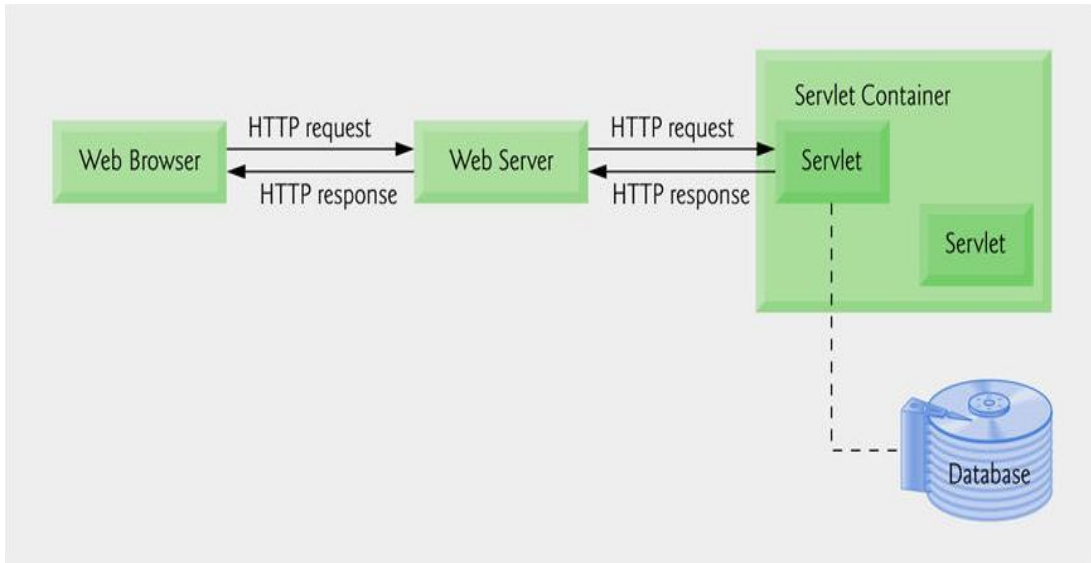 Servlet Container
HTTP request
HTTP request
Web Browser
Web Server
Servlet
HTTP response
HTTP response
Servlet
Database